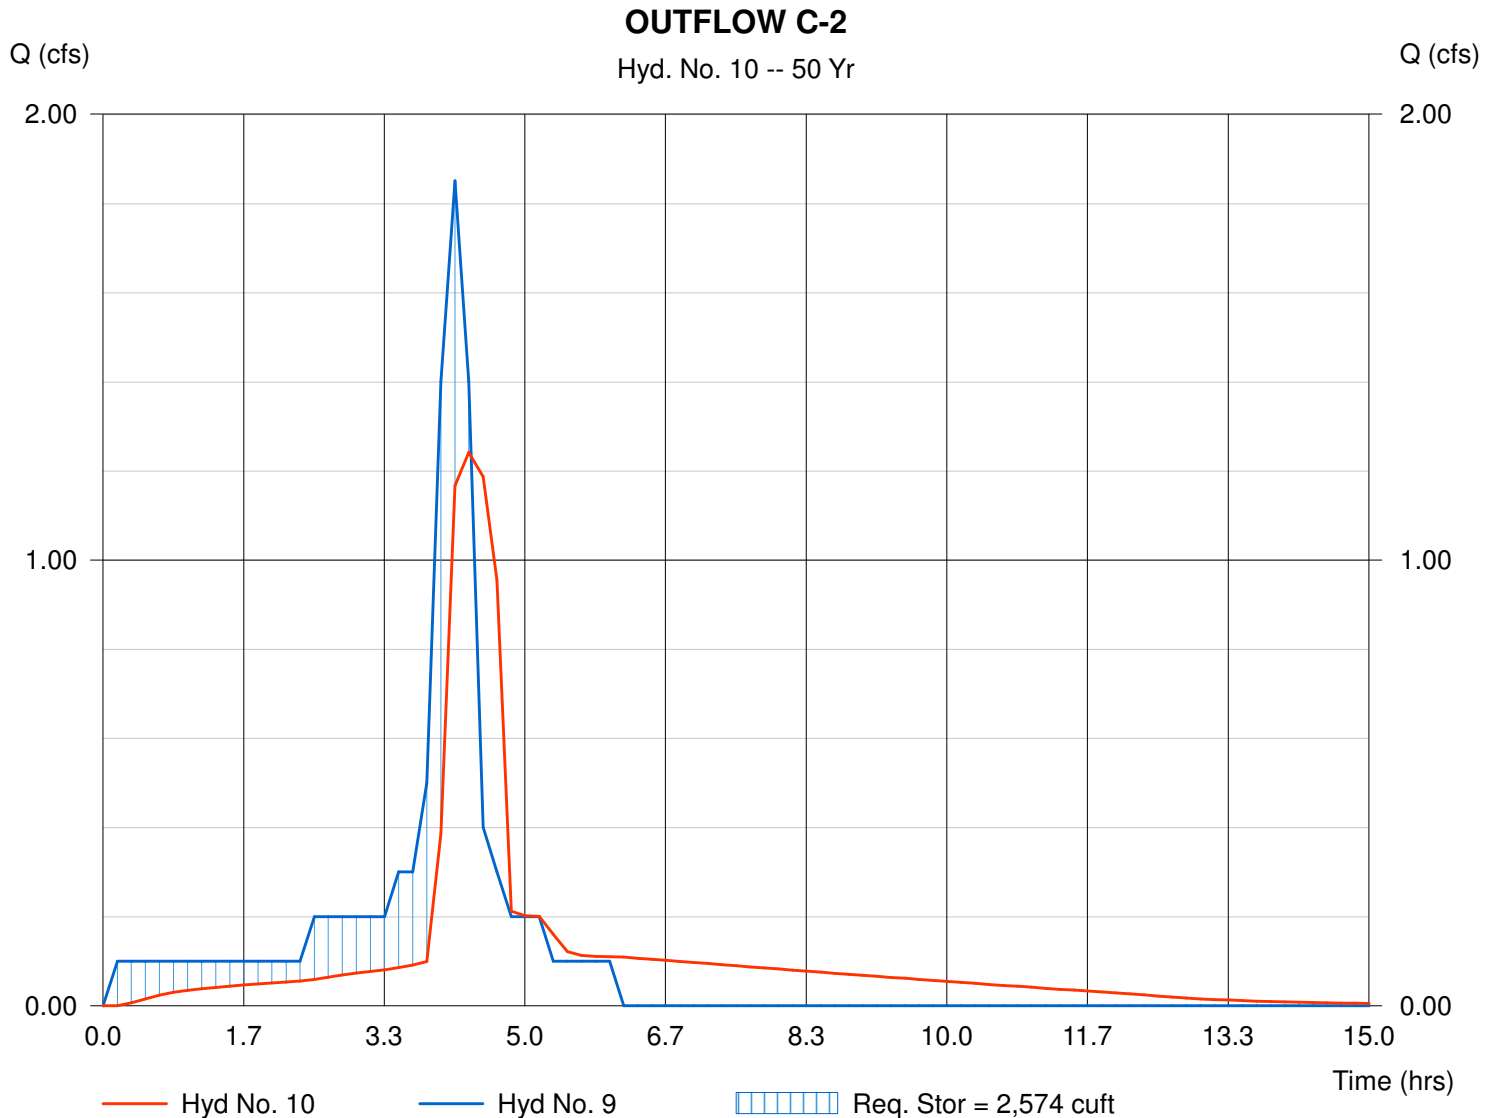 OUTFLOW C-2
Q (cfs)
Hyd. No. 10 -- 50 Yr
Q (cfs)
2.00
2.00
1.00
1.00
0.00
0.00
0.0 1.7 3.3 5.0 6.7 8.3 10.0 11.7 13.3 15.0
Time (hrs)
Hyd No. 10 Hyd No. 9 Req. Stor = 2,574 cuft